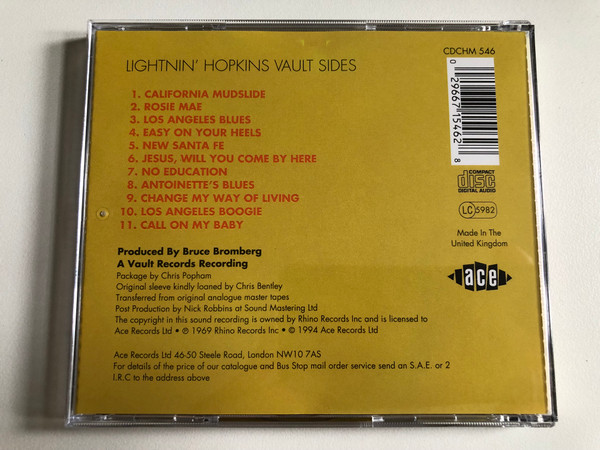 LIGHTNIN' HOPKINS VAULT SIDES
CDCHM 546
1. CALIFORNIA MUDSLIDE
2. ROSIE MAE
3. LOS ANGELES BLUES
4. EASY ON YOUR HEELS
5. NEW SANTA FE
6. JESUS, WILL YOU COME BY HERE
7. NO EDUCATION
8. ANTOINETTE'S BLUES
9. CHANGE MY WAY OF LIVING
10. LOS ANGELES BOOGIE
11. CALL ON MY BABY
0 29667 15462 8
COMPACT
disc
DIGITAL AUDIO
LC 5982
Made In The
United Kingdom
ace
Produced By Bruce Bromberg
A Vault Records Recording
Package by Chris Popham
Original sleeve kindly loaned by Chris Bentley
Transferred from original analogue master tapes
Post Production by Nick Robbins at Sound Mastering Ltd
The copyright in this sound recording is owned by Rhino Records Inc and is licensed to
Ace Records Ltd • ℗ 1969 Rhino Records Inc • © 1994 Ace Records Ltd
Ace Records Ltd 46-50 Steele Road, London NW10 7AS
For details of the price of our catalogue and Bus Stop mail order service send an S.A.E. or 2
I.R.C to the address above